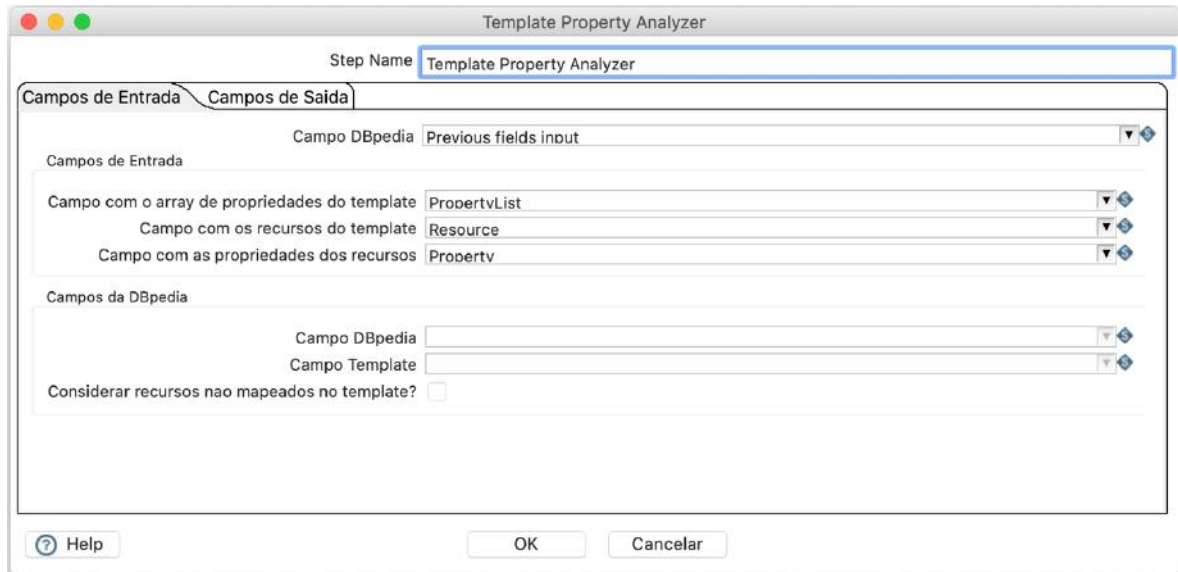 Template Property Analyzer
Step Name Template Property Analyzer
Campos de Entrada Campos de Saida
Campo DBpedia Previous fields input
Campos de Entrada
Campo com o array de propriedades do template PropertyList
Campo com os recursos do template Resource
Campo com as propriedades dos recursos Property
Campos da DBpedia
Campo DBpedia
Campo Template
Considerar recursos nao mapeados no template?
? Help OK Cancelar